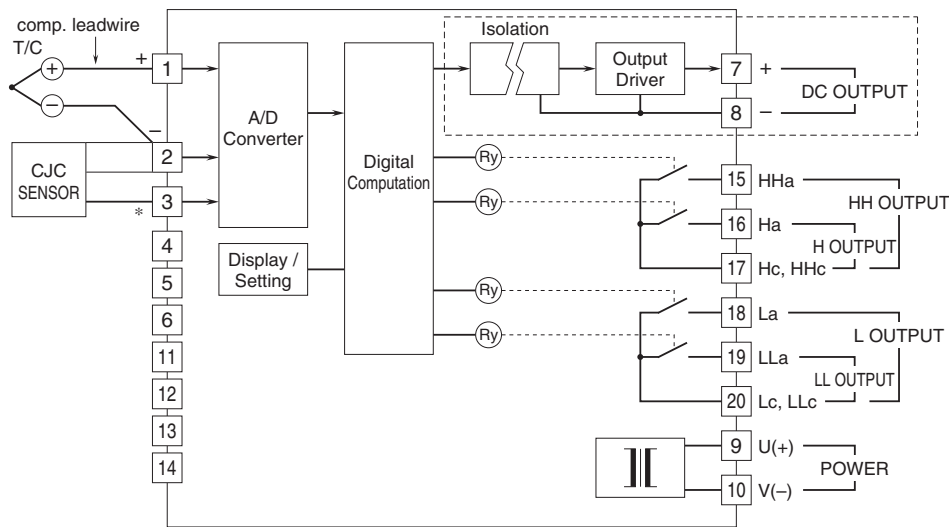 comp. leadwire
T/C
+
−
+
−
1
2
3
*
CJC
SENSOR
4
5
6
11
12
13
14
A/D
Converter
Display /
Setting
Digital
Computation
Isolation
Output
Driver
7 +
8 −
DC OUTPUT
Ry
Ry
Ry
Ry
15 HHa
16 Ha
17 Hc, HHc
H OUTPUT
HH OUTPUT
18 La
19 LLa
20 Lc, LLc
LL OUTPUT
L OUTPUT
9 U(+)
10 V(−)
POWER